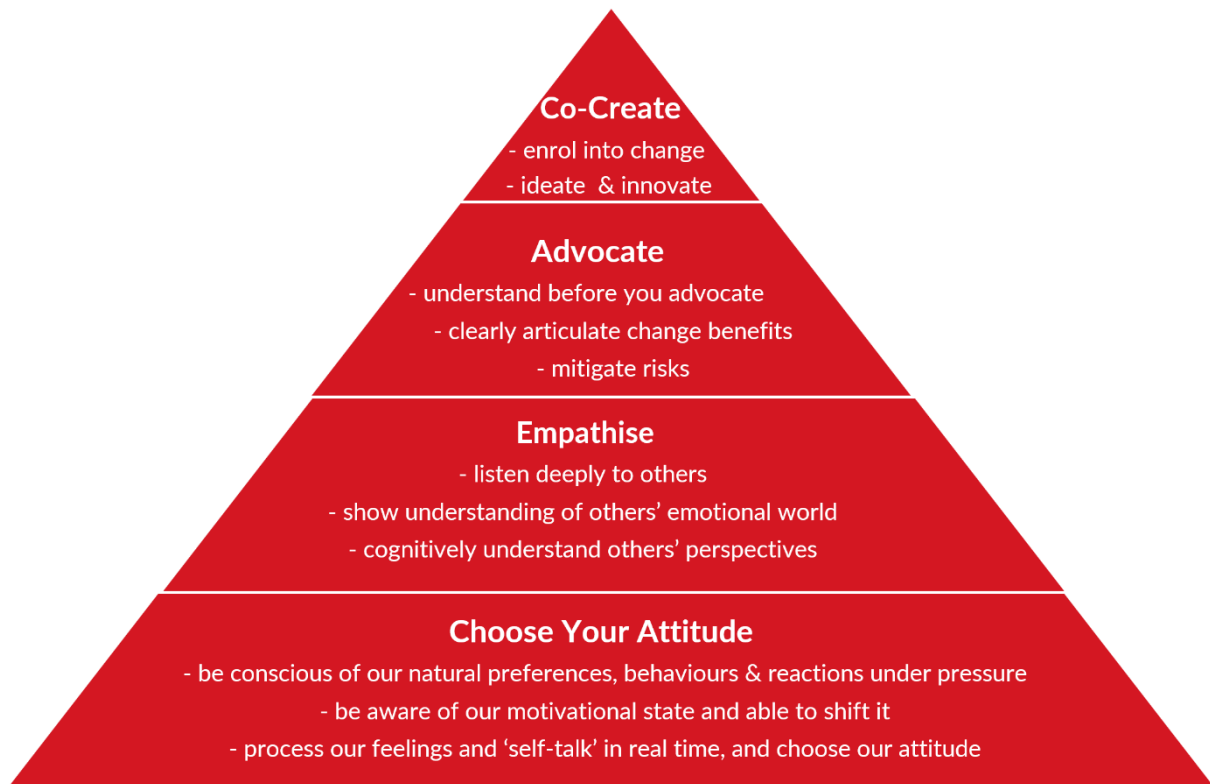 Co-Create
- enrol into change
- ideate & innovate
Advocate
- understand before you advocate
- clearly articulate change benefits
- mitigate risks
Empathise
- listen deeply to others
- show understanding of others’ emotional world
- cognitively understand others’ perspectives
Choose Your Attitude
- be conscious of our natural preferences, behaviours & reactions under pressure
- be aware of our motivational state and able to shift it
- process our feelings and ‘self-talk’ in real time, and choose our attitude